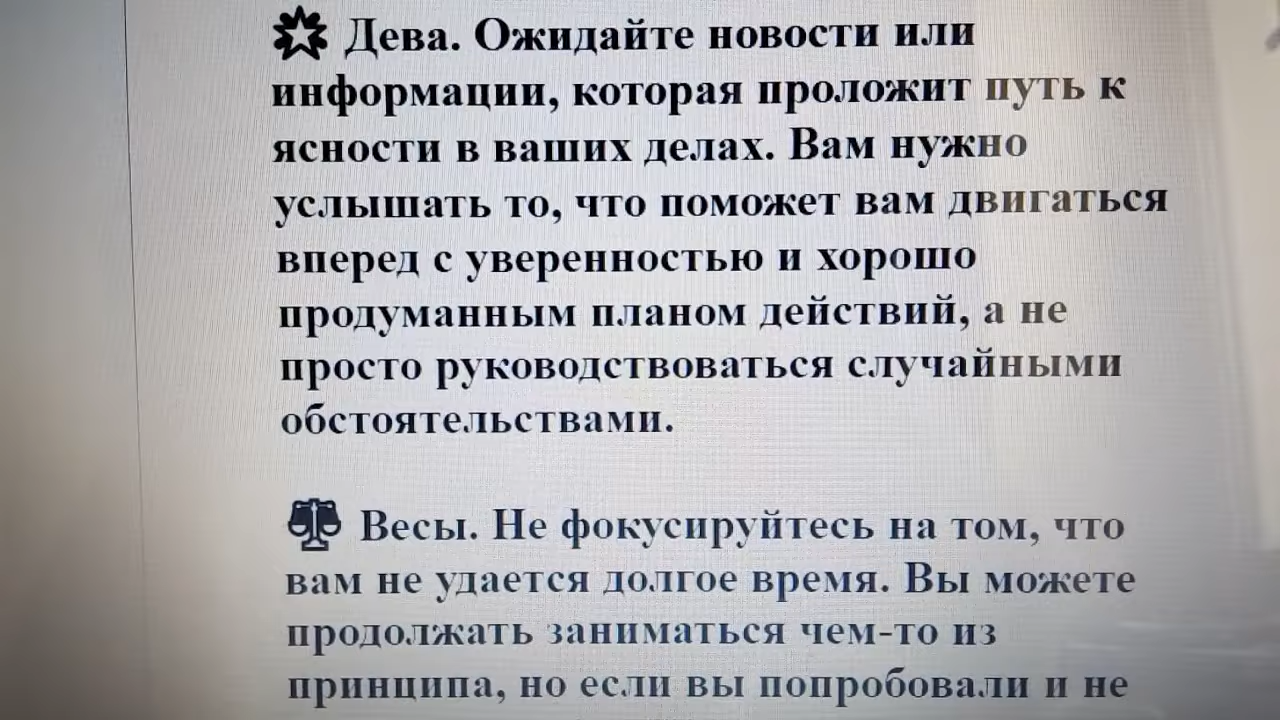 Дева. Ожидайте новости или
информации, которая проложит путь к
ясности в ваших делах. Вам нужно
услышать то, что поможет вам двигаться
вперед с уверенностью и хорошо
продуманным планом действий, а не
просто руководствоваться случайными
обстоятельствами.
Весы. Не фокусируйтесь на том, что
вам не удается долгое время. Вы можете
продолжать заниматься чем-то из
принципа, но если вы попробовали и не